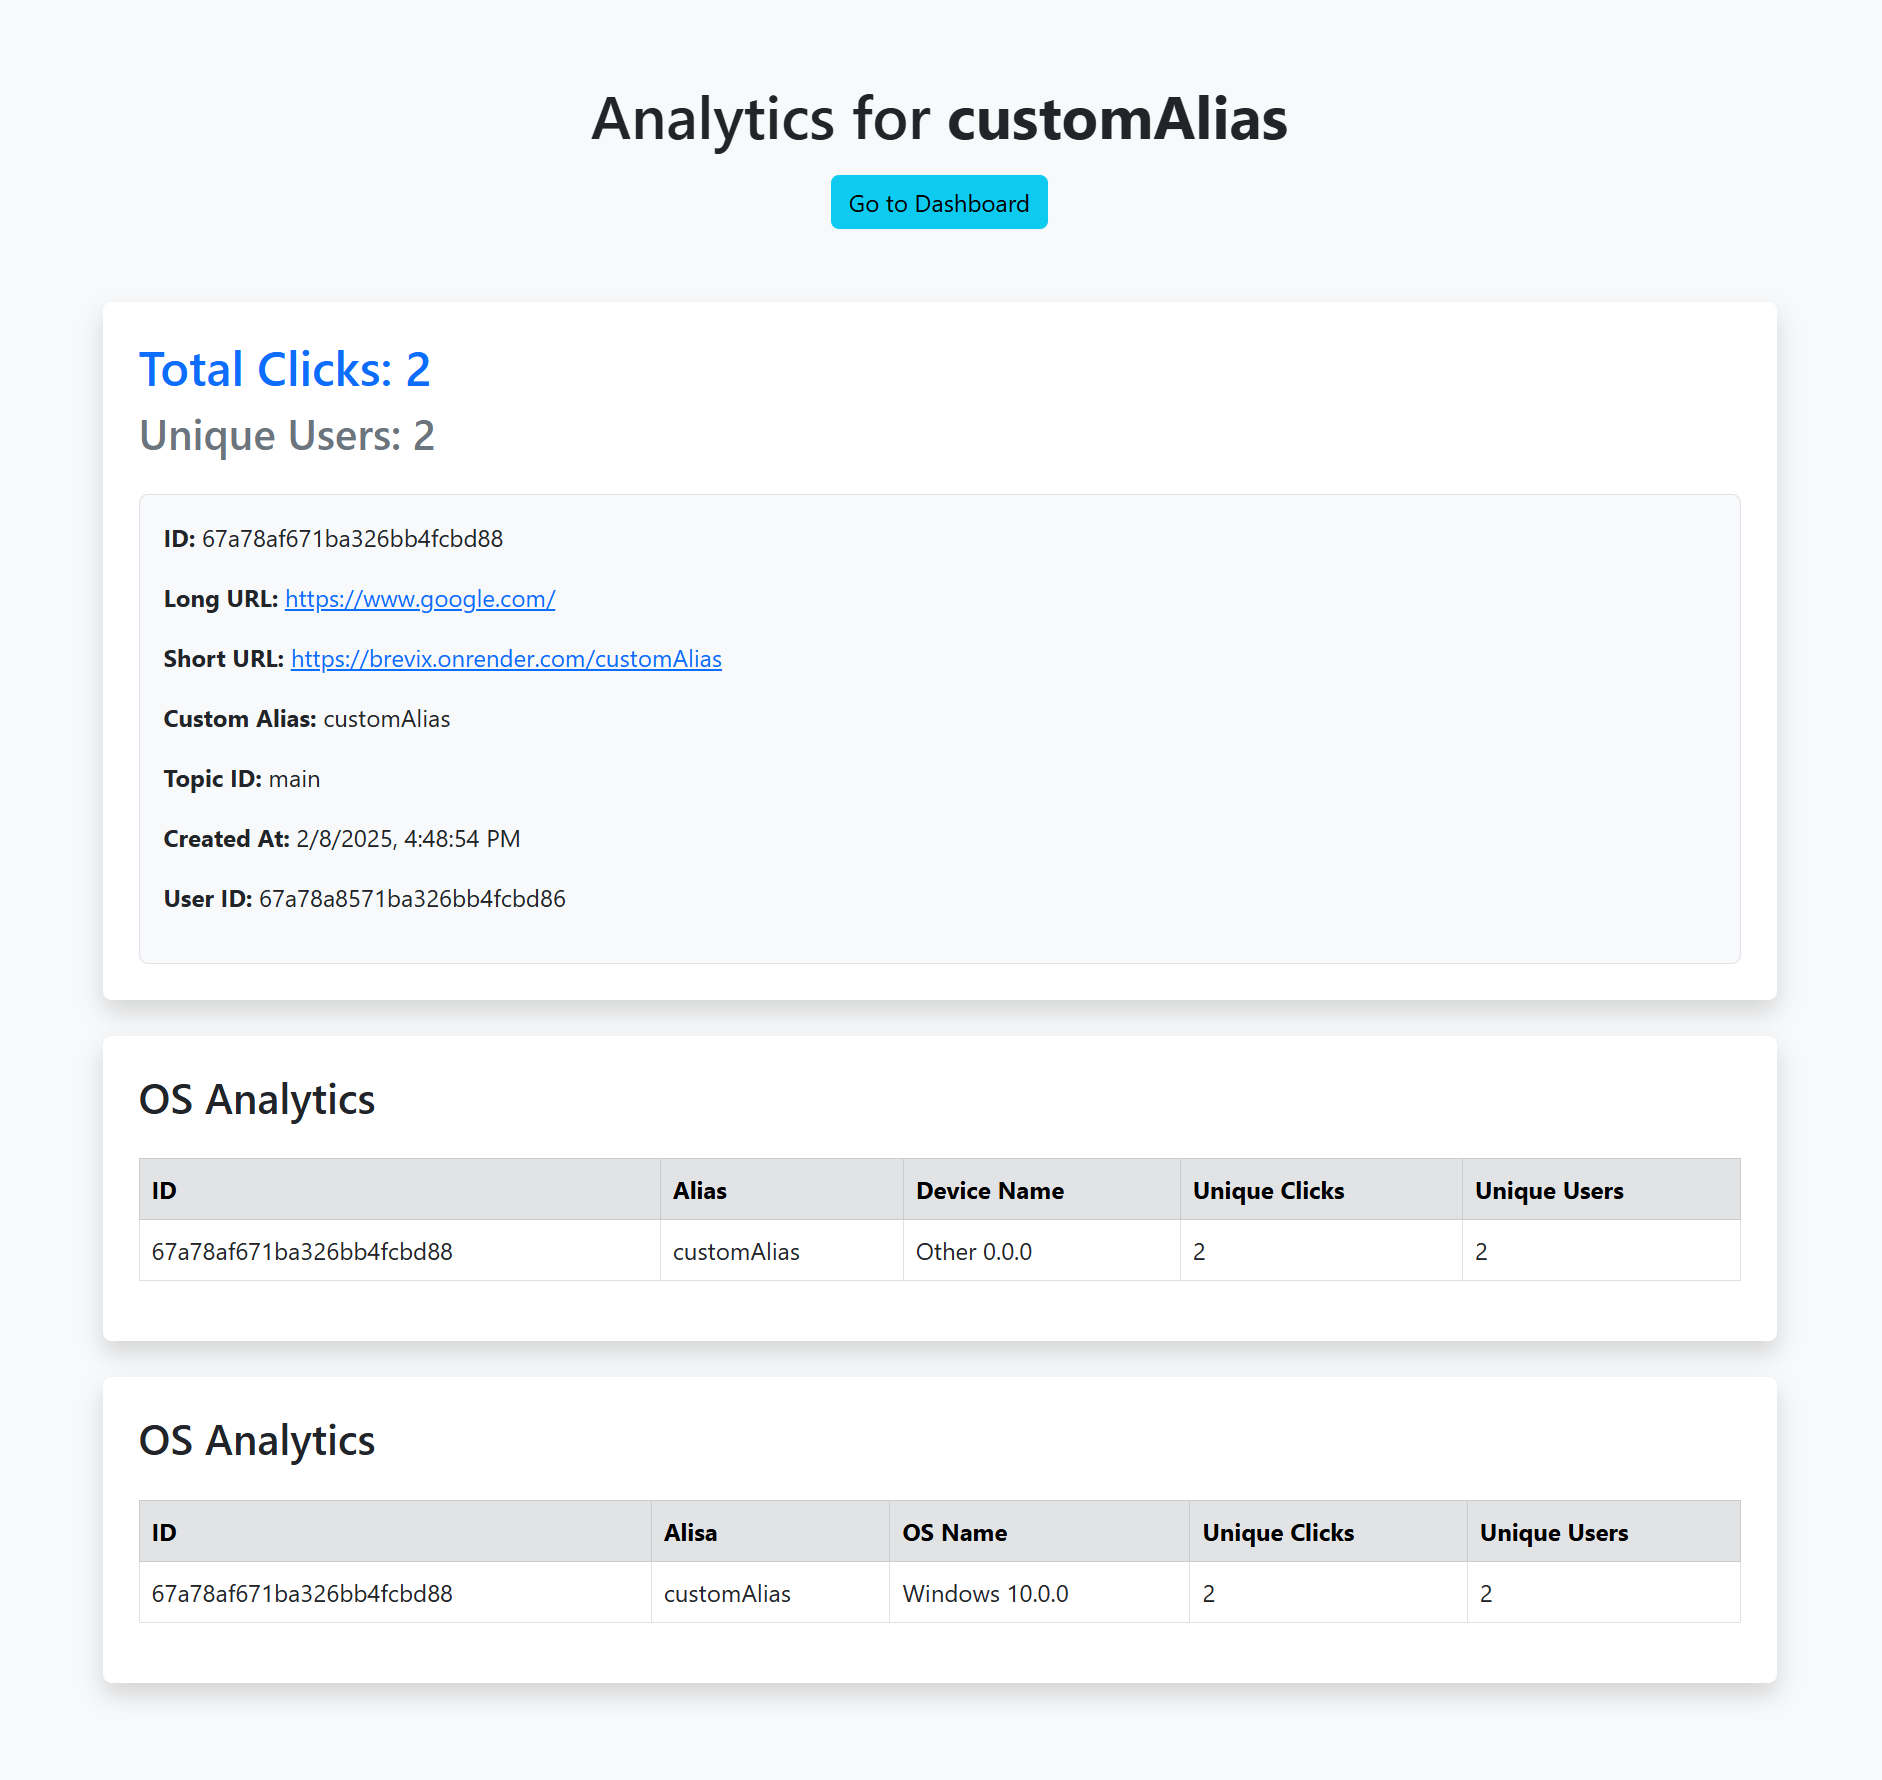 Analytics for customAlias
Go to Dashboard
Total Clicks: 2
Unique Users: 2
ID: 67a78af671ba326bb4fcbd88
Long URL: https://www.google.com/
Short URL: https://brevix.onrender.com/customAlias
Custom Alias: customAlias
Topic ID: main
Created At: 2/8/2025, 4:48:54 PM
User ID: 67a78a8571ba326bb4fcbd86
OS Analytics
ID Alias Device Name Unique Clicks Unique Users
67a78af671ba326bb4fcbd88 customAlias Other 0.0.0 2 2
OS Analytics
ID Alisa OS Name Unique Clicks Unique Users
67a78af671ba326bb4fcbd88 customAlias Windows 10.0.0 2 2